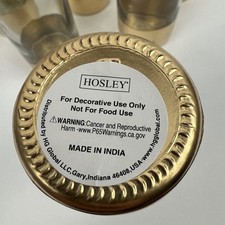 HOSLEY
For Decorative Use Only
Not For Food Use
⚠WARNING:Cancer and Reproductive
Harm -www.P65Warnings.ca.gov
MADE IN INDIA
Distributed by HG Global LLC.,Gary,Indiana 46408,USA-www.hgglobal.com